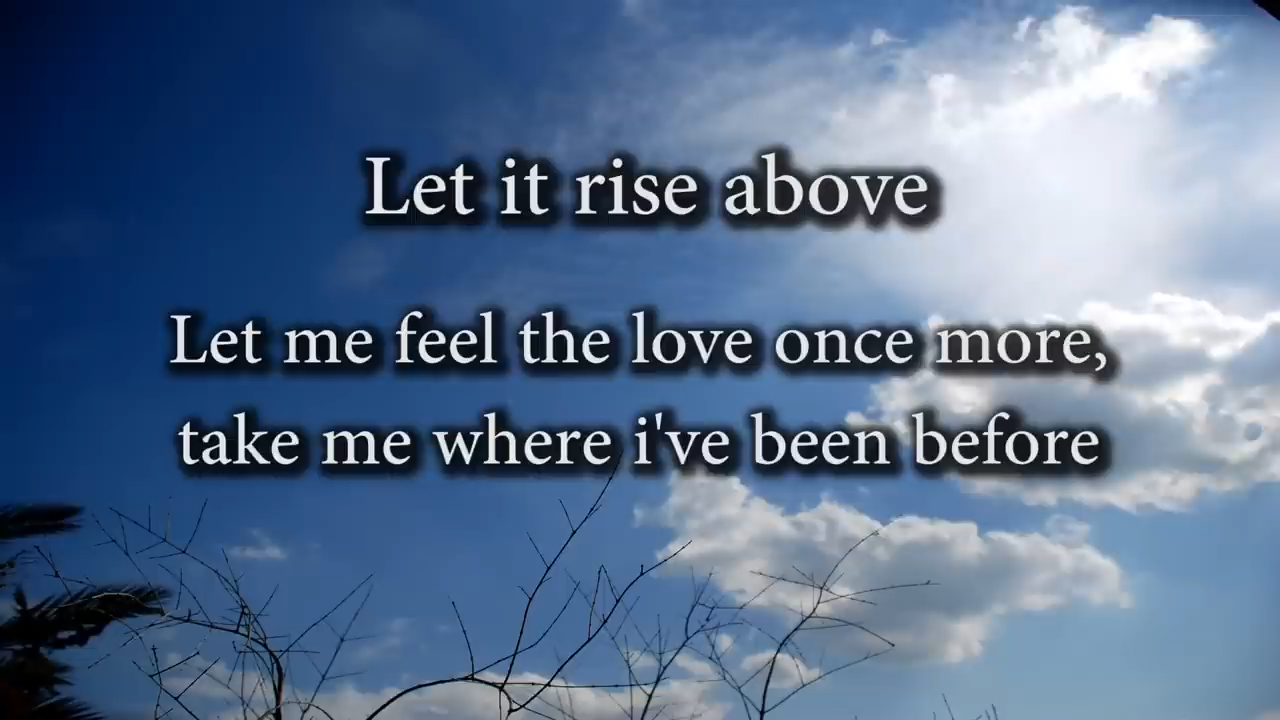 Let it rise above
Let me feel the love once more,
take me where i've been before